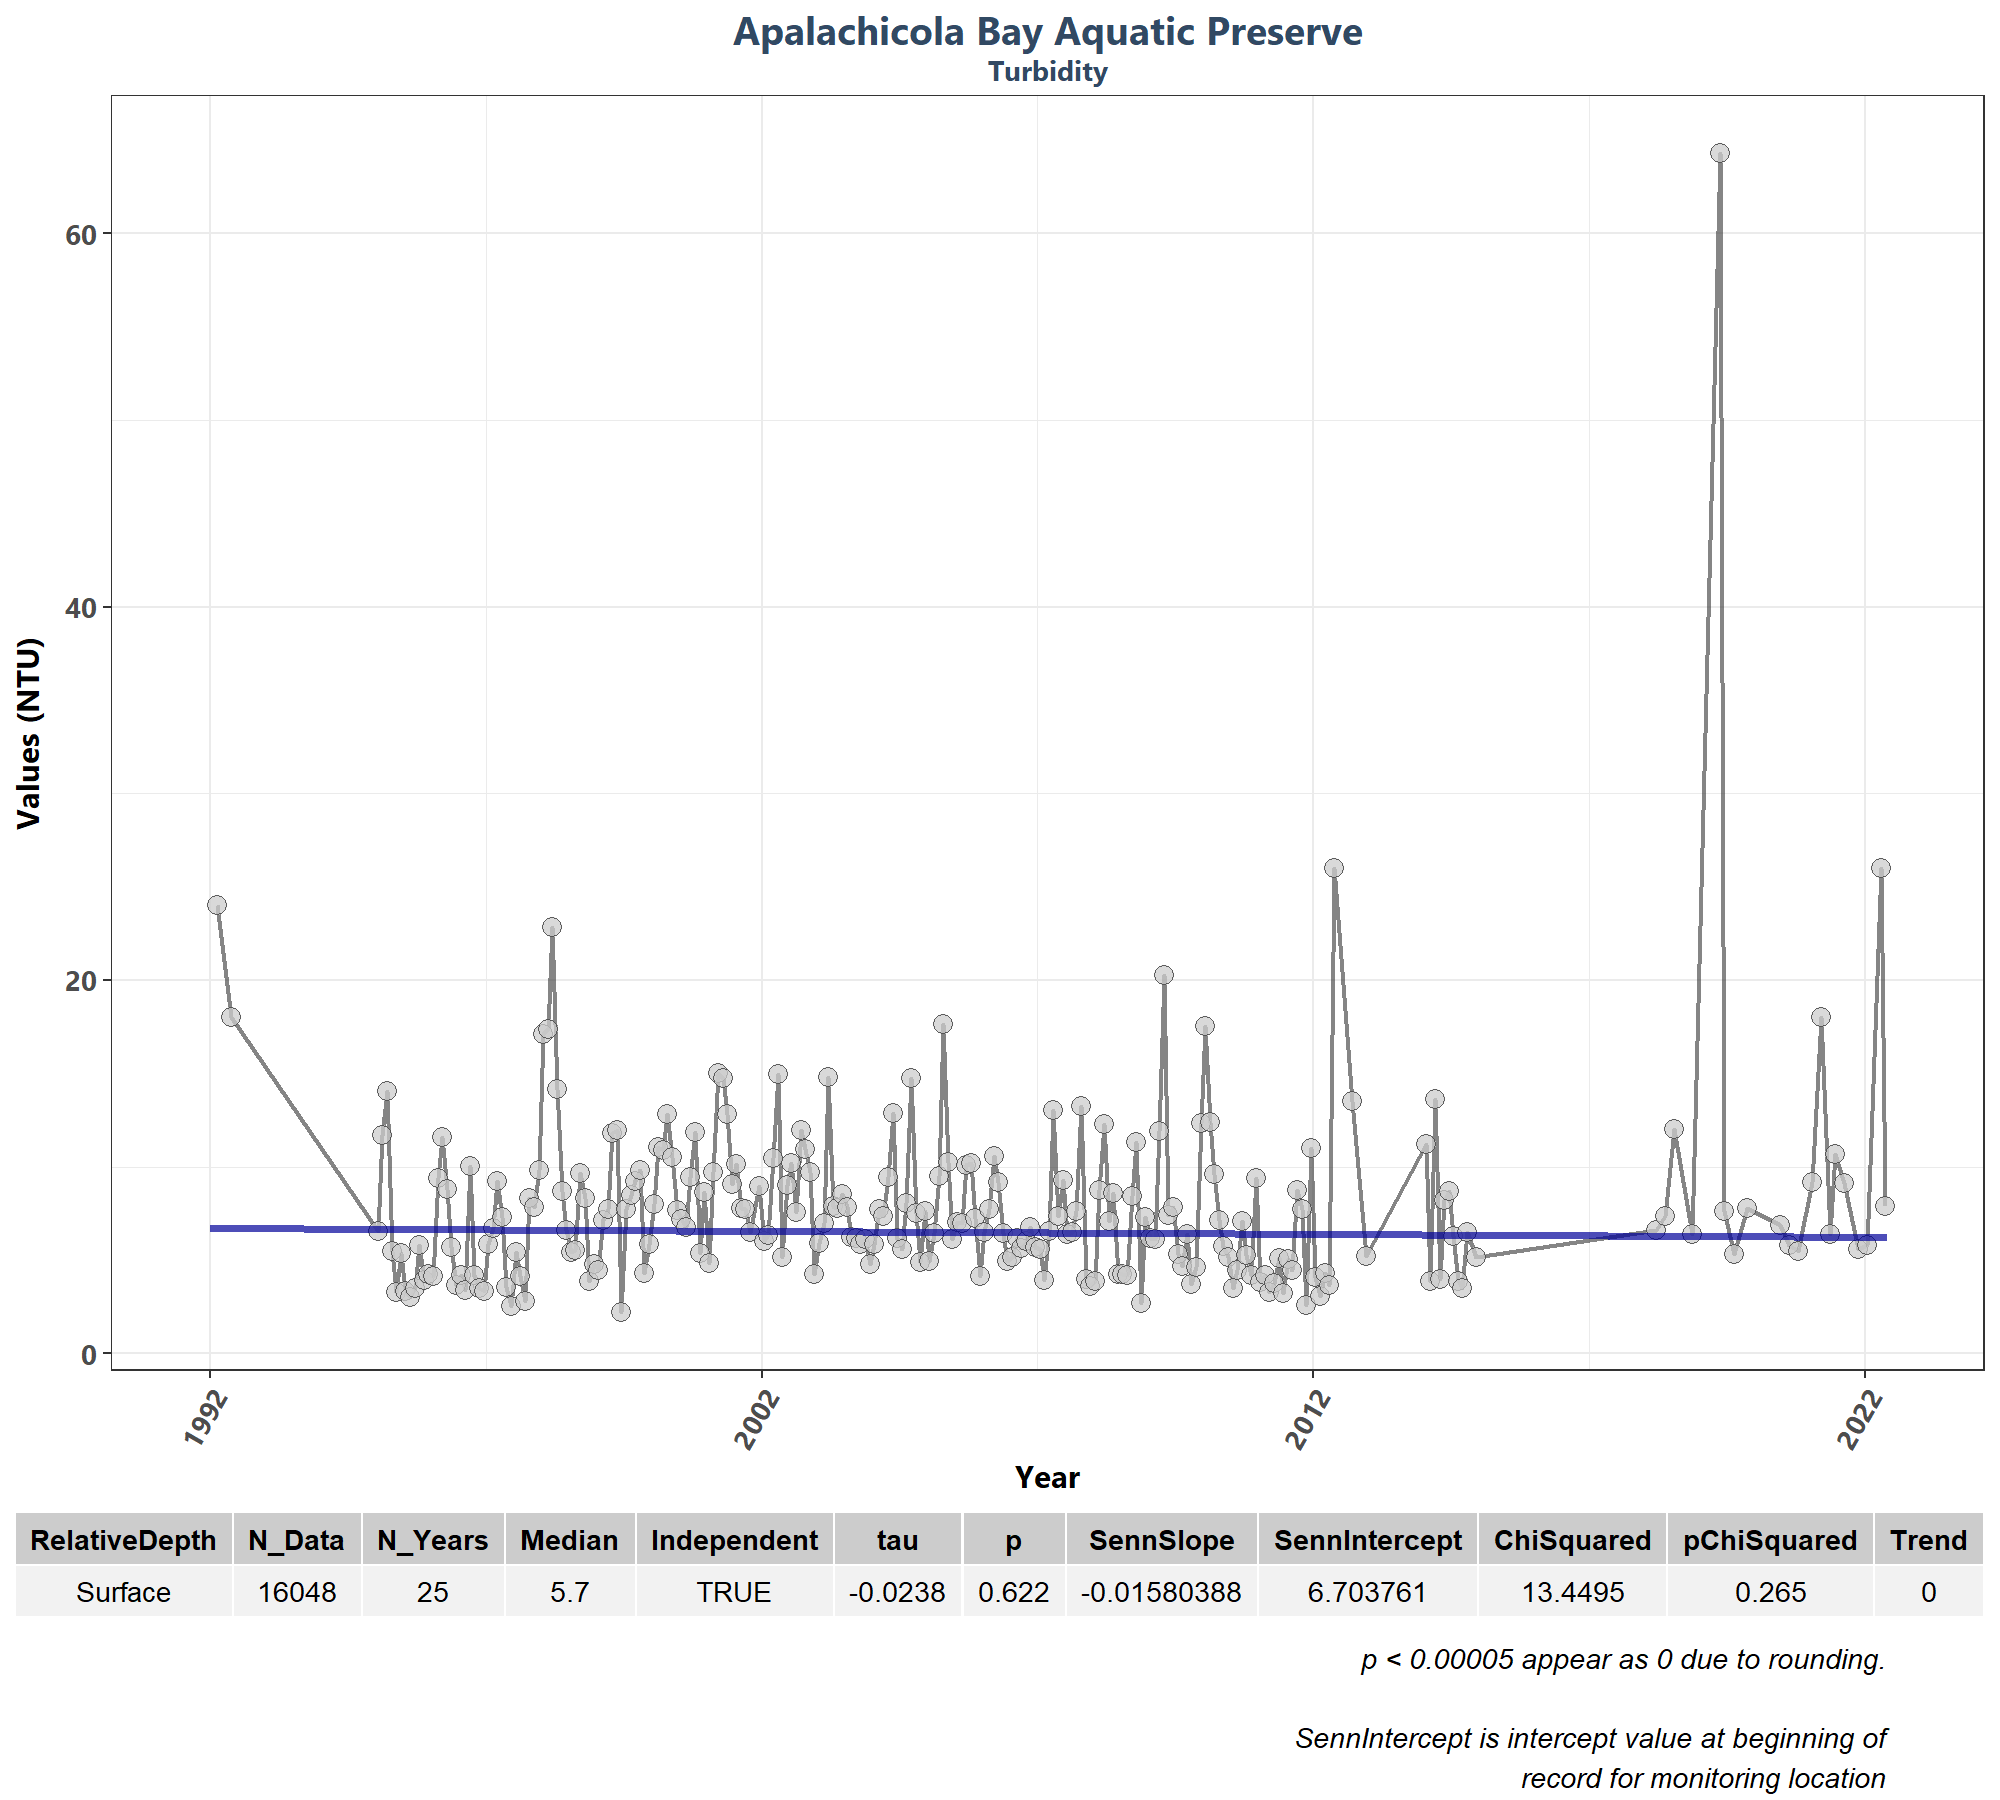 Apalachicola Bay Aquatic Preserve
Turbidity
Values (NTU)
60
40
20
0
1992
2002
2012
2022
Year
RelativeDepth N_Data N_Years Median Independent tau p SennSlope SennIntercept ChiSquared pChiSquared Trend
Surface 16048 25 5.7 TRUE -0.0238 0.622 -0.01580388 6.703761 13.4495 0.265 0
p < 0.00005 appear as 0 due to rounding.
SennIntercept is intercept value at beginning of
record for monitoring location